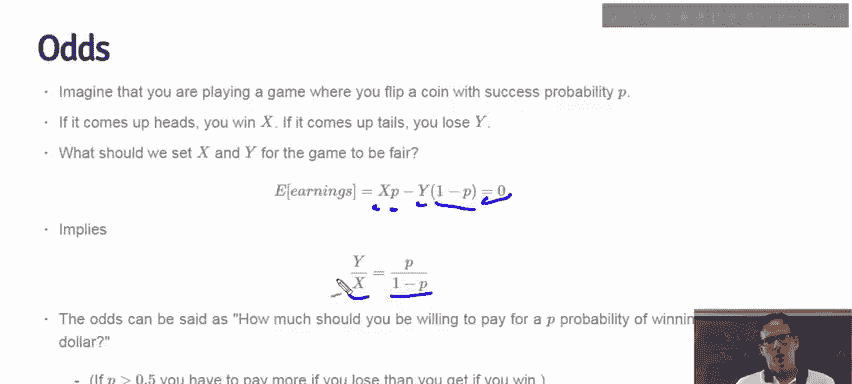 Odds
· Imagine that you are playing a game where you flip a coin with success probability p.
· If it comes up heads, you win X. If it comes up tails, you lose Y.
· What should we set X and Y for the game to be fair?
E[earnings] = Xp − Y(1 − p) = 0
· Implies
Y/X = p/(1 − p)
· The odds can be said as "How much should you be willing to pay for a p probability of
dollar?"
- (If p > 0.5 you have to pay more if you lose than you get if you win.)